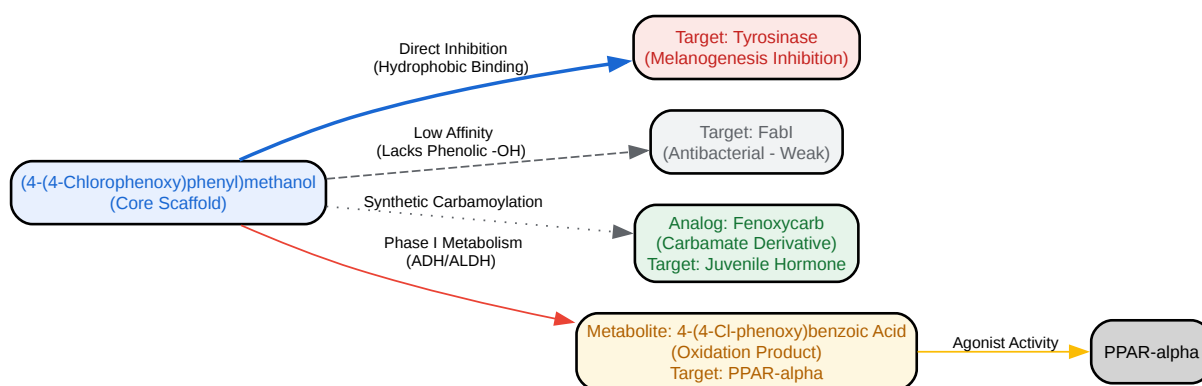 Target: Tyrosinase
(Melanogenesis Inhibition)
Direct Inhibition
(Hydrophobic Binding)
Target: FabI
(Antibacterial - Weak)
Low Affinity
(Lacks Phenolic -OH)
(4-(4-Chlorophenoxy)phenyl)methanol
(Core Scaffold)
Synthetic Carbamoylation
Analog: Fenoxycarb
(Carbamate Derivative)
Target: Juvenile Hormone
Phase I Metabolism
(ADH/ALDH)
Metabolite: 4-(4-Cl-phenoxy)benzoic Acid
(Oxidation Product)
Target: PPAR-alpha
Agonist Activity
PPAR-alpha